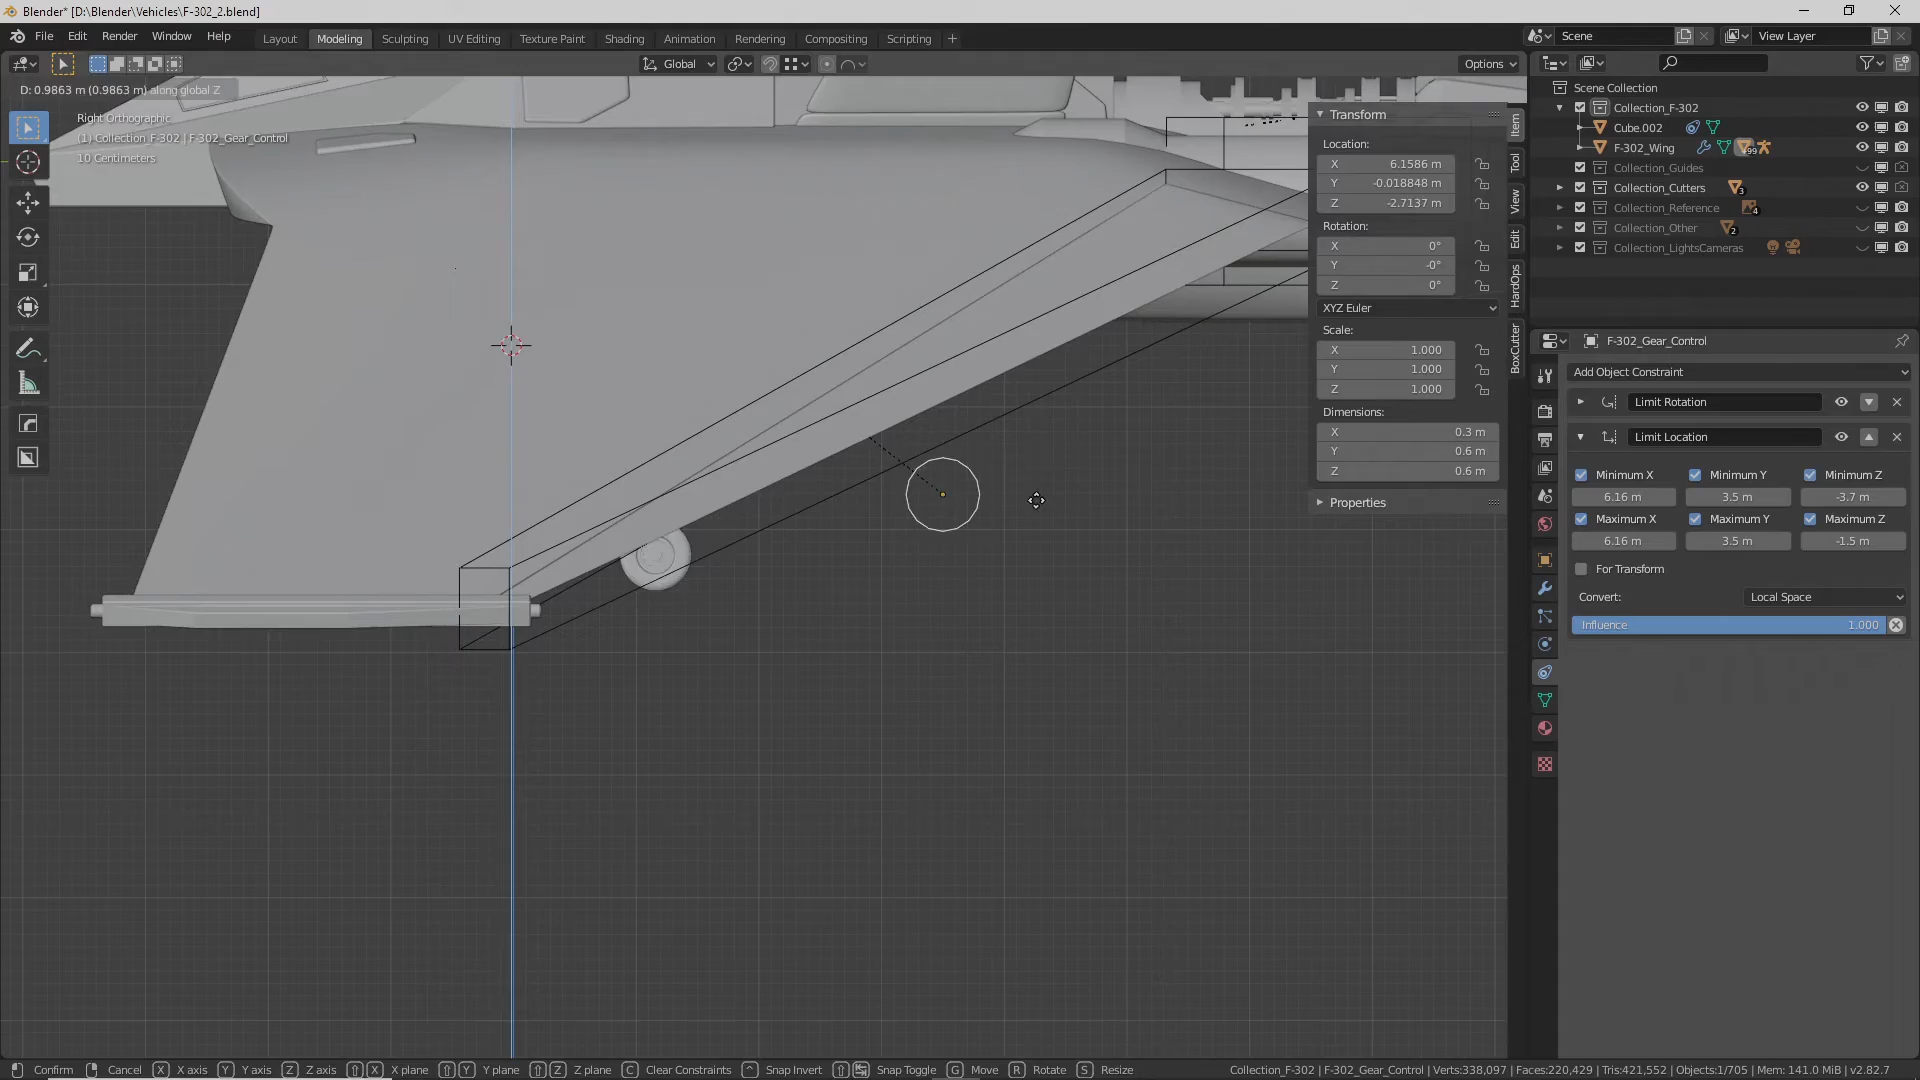 Blender* [D:\Blender\Vehicles\F-302_2.blend]
File Edit Render Window Help Layout Modeling Sculpting UV Editing Texture Paint Shading Animation Rendering Compositing Scripting + Scene View Layer
Global Options
D: 0.9863 m (0.9863 m) along global Z
Right Orthographic
(1) Collection_F-302 | F-302_Gear_Control
10 Centimeters
Transform
Location:
X 6.1586 m
Y -0.018848 m
Z -2.7137 m
Rotation:
X 0°
Y -0°
Z 0°
XYZ Euler
Scale:
X 1.000
Y 1.000
Z 1.000
Dimensions:
X 0.3 m
Y 0.6 m
Z 0.6 m
Properties
Item
Tool
View
Edit
HardOps
BoxCutter
Scene Collection
Collection_F-302
Cube.002
F-302_Wing +99
Collection_Guides
Collection_Cutters 3
Collection_Reference 4
Collection_Other 2
Collection_LightsCameras
F-302_Gear_Control
Add Object Constraint
Limit Rotation
Limit Location
Minimum X Minimum Y Minimum Z
6.16 m 3.5 m -3.7 m
Maximum X Maximum Y Maximum Z
6.16 m 3.5 m -1.5 m
For Transform
Convert: Local Space
Influence 1.000
Confirm Cancel X X axis Y Y axis Z Z axis X X plane Y Y plane Z Z plane C Clear Constraints ^ Snap Invert Snap Toggle G Move R Rotate S Resize Collection_F-302 | F-302_Gear_Control | Verts:338,097 | Faces:220,429 | Tris:421,552 | Objects:1/705 | Mem: 141.0 MiB | v2.82.7